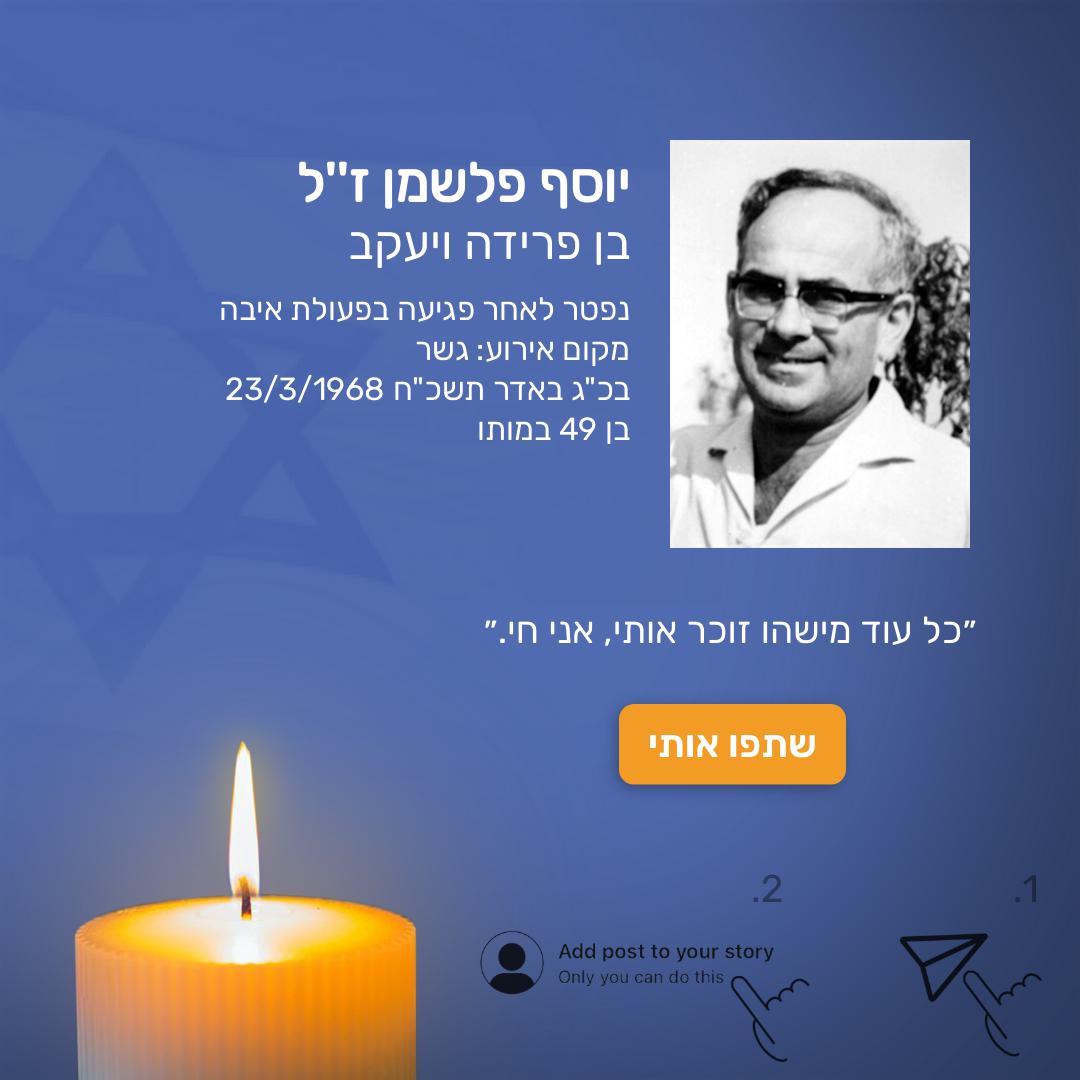 יוסף פלשמן ז"ל
בן פרידה ויעקב
נפטר לאחר פגיעה בפעולת איבה
מקום אירוע: גשר
בכ"ג באדר תשכ"ח 23/3/1968
בן 49 במותו
״כל עוד מישהו זוכר אותי, אני חי.״
שתפו אותי
.1
.2
Add post to your story
Only you can do this